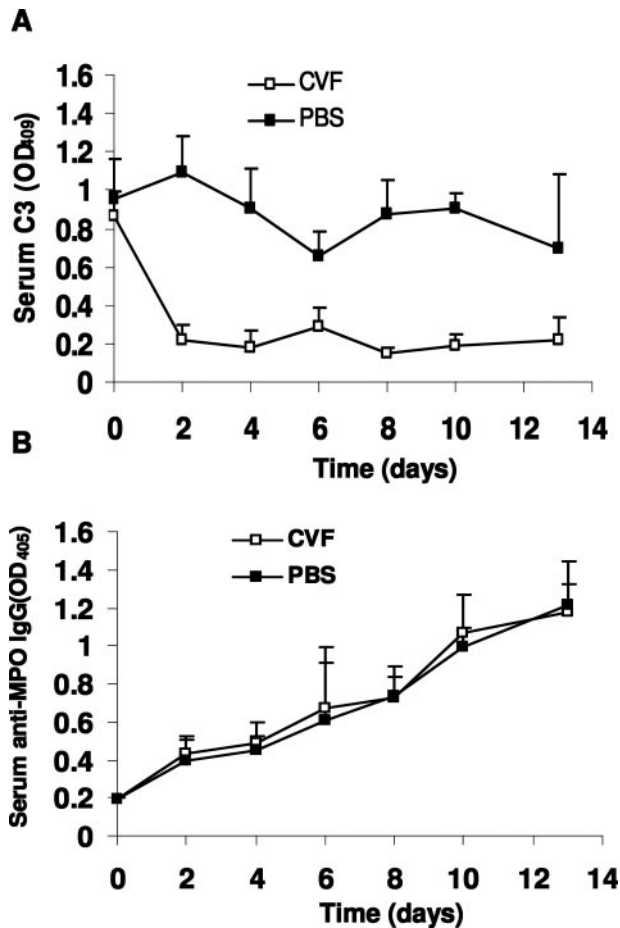 A
1.6
1.4
1.2
1
0.8
0.6
0.4
0.2
0
Serum C3 (OD409)
CVF
PBS
0 2 4 6 8 10 12 14
Time (days)
B
1.6
1.4
1.2
1
0.8
0.6
0.4
0.2
0
Serum anti-MPO IgG(OD405)
CVF
PBS
0 2 4 6 8 10 12 14
Time (days)